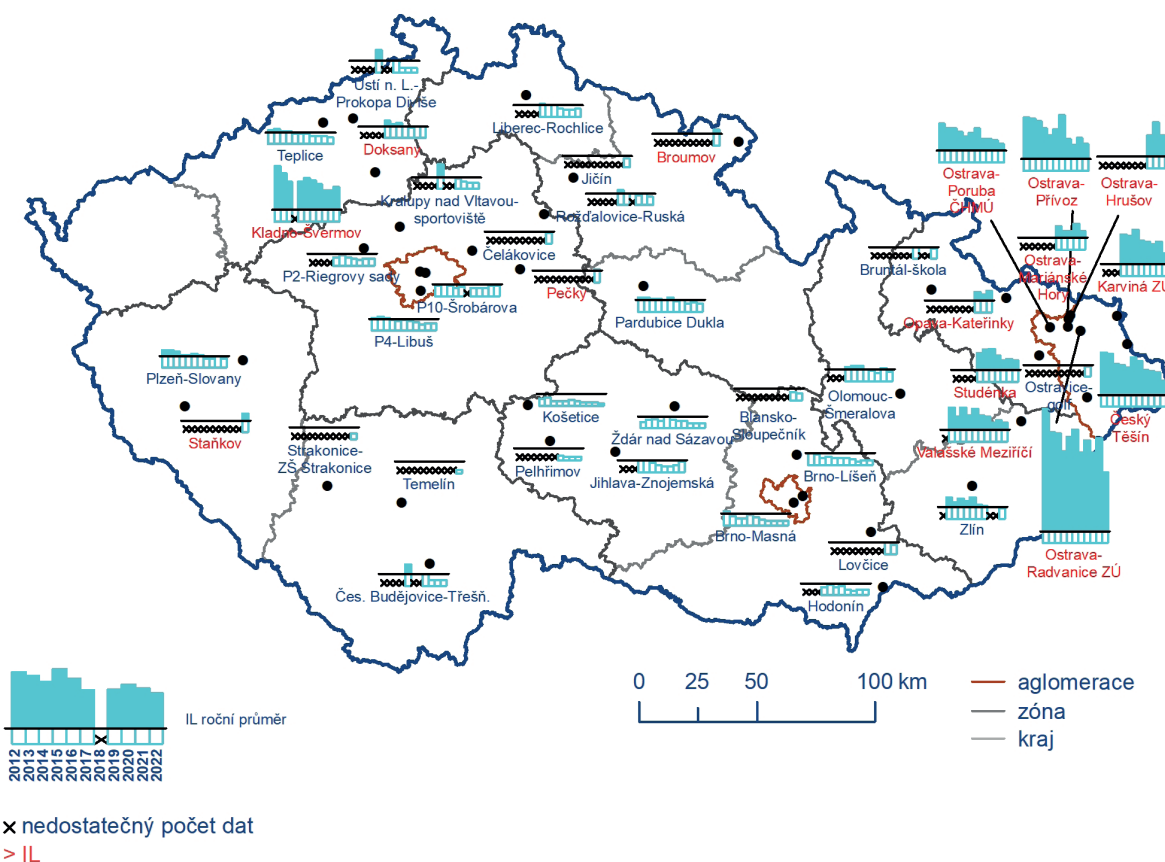 Ústí n. L.-
Prokopa Diviše
Teplice
Doksany
Liberec-Rochlice
Broumov
Jičín
Kralupy nad Vltavou-
sportoviště
Rožďalovice-Ruská
Kladno-Švermov
Čelákovice
P2-Riegrovy sady
Pečky
P10-Šrobárova
P4-Libuš
Pardubice Dukla
Plzeň-Slovany
Staňkov
Strakonice-
ZŠ Strakonice
Temelín
Košetice
Pelhřimov
Ždár nad Sázavou
Jihlava-Znojemská
Blansko-
Sloupečník
Brno-Líšeň
Brno-Masná
Čes. Budějovice-Třešň.
Lovčice
Hodonín
Olomouc-
Šmeralova
Bruntál-škola
Opava-Kateřinky
Studénka
Valašské Meziříčí
Zlín
Ostrava-
Poruba
ČHMÚ
Ostrava-
Přívoz
Ostrava-
Hrušov
Ostrava-
Mariánské
Hory
Karviná ZÚ
Ostravice-
golf
Český
Těšín
Ostrava-
Radvanice ZÚ
IL roční průměr
2012
2013
2014
2015
2016
2017
2018
2019
2020
2021
2022
0 25 50 100 km
aglomerace
zóna
kraj
nedostatečný počet dat
> IL